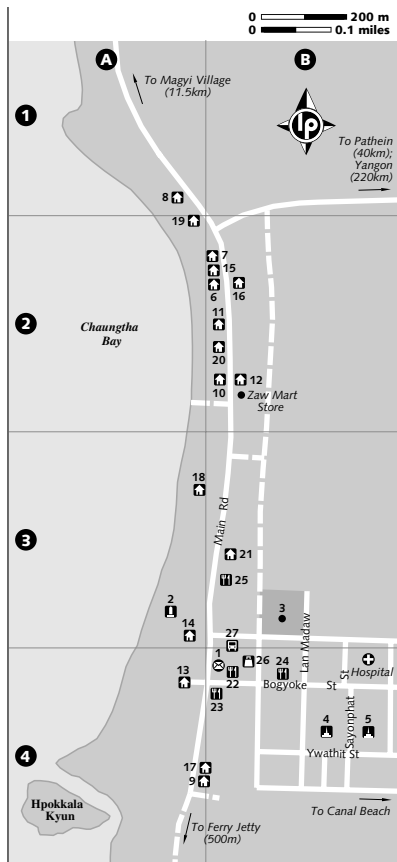 0 200 m
0 0.1 miles
A
B
1
To Magyi Village
(11.5km)
lp
To Pathein
(40km);
Yangon
(220km)
8
19
7
15
6
16
2
Chaungtha
Bay
11
20
10
12
Zaw Mart
Store
18
Main Rd
3
21
25
2
3
14
Lan Madaw
27
1
26
24
Hospital
13
22
Bogyoke St
23
Sayonphat St
4
5
4
Ywathit St
17
9
Hpokkala
Kyun
To Canal Beach
To Ferry Jetty
(500m)